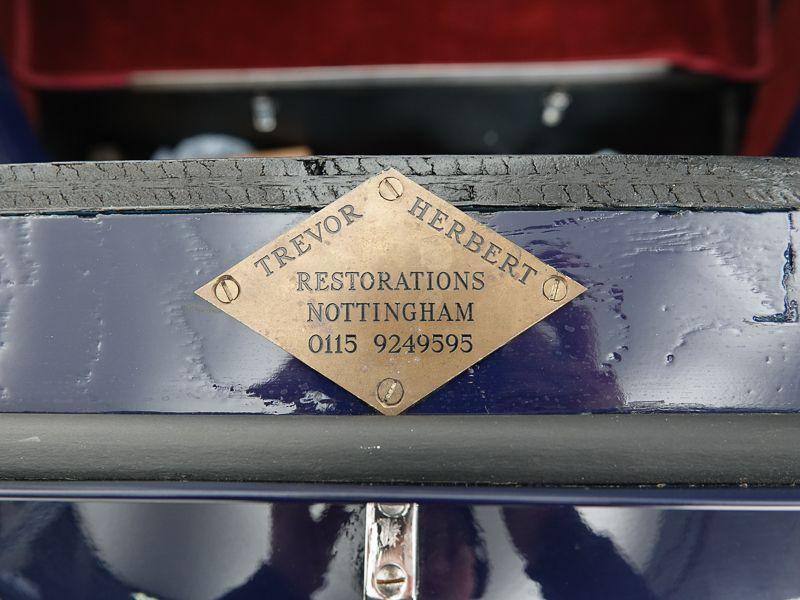 TREVOR HERBERT
RESTORATIONS
NOTTINGHAM
0115 9249595